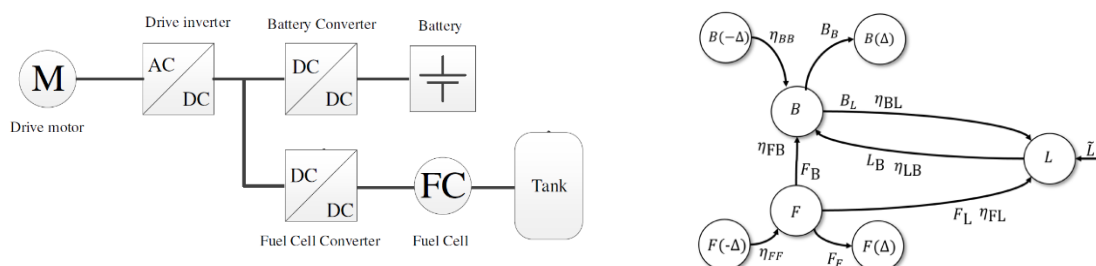 Drive inverter
Battery Converter
Battery
AC
DC
DC
DC
M
Drive motor
DC
DC
FC
Tank
Fuel Cell Converter
Fuel Cell
B(−Δ)
η_BB
B_B
B(Δ)
B
B_L η_BL
η_FB
F_B
L_B η_LB
L
L̃
F
F_L η_FL
F(-Δ)
η_FF
F_F
F(Δ)